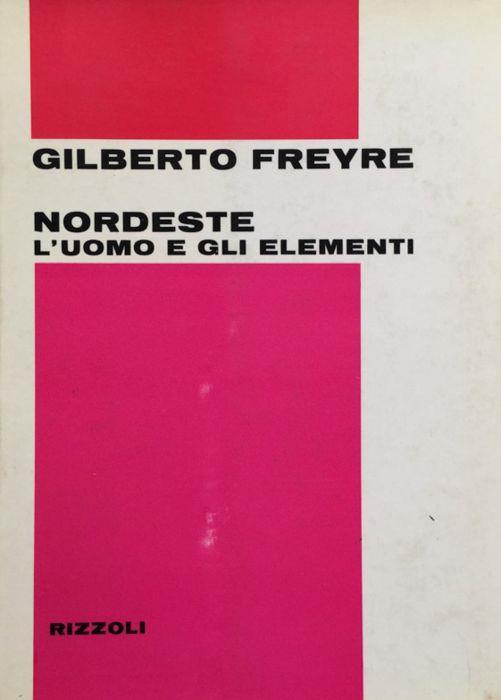 GILBERTO FREYRE
NORDESTE
L'UOMO E GLI ELEMENTI
RIZZOLI